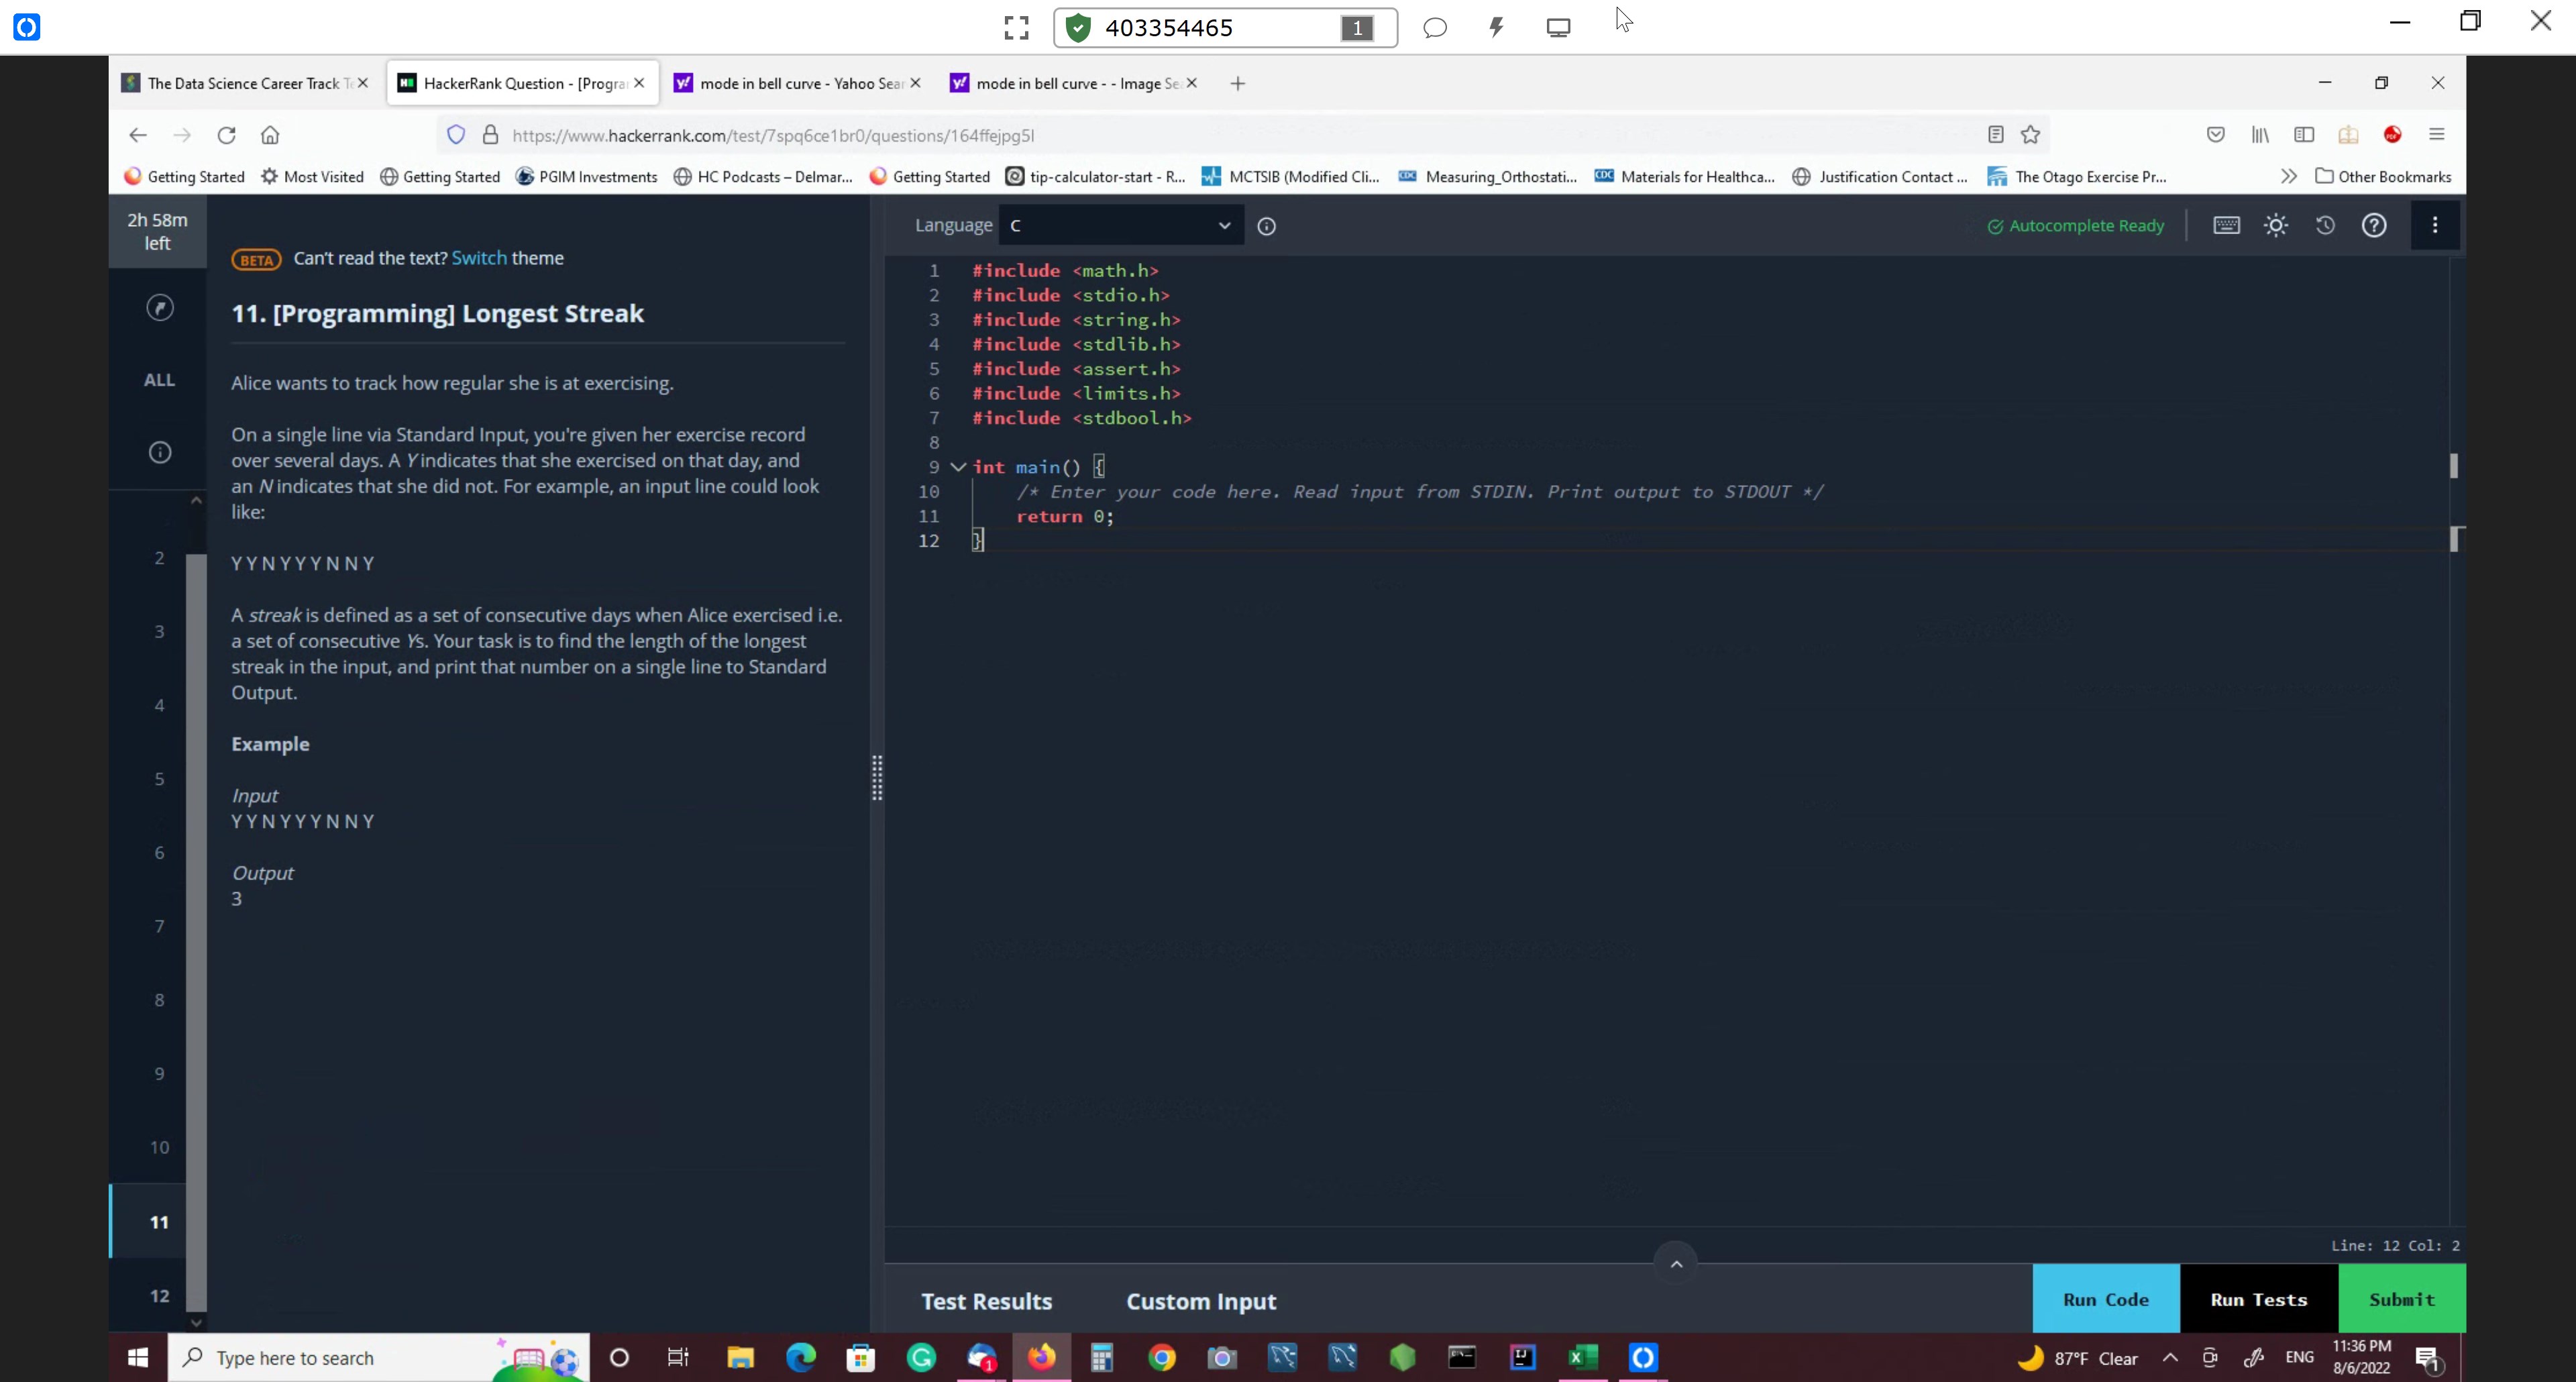 403354465 1
The Data Science Career Track Te
HackerRank Question - [Progra
mode in bell curve - Yahoo Sear
mode in bell curve - - Image Se
https://www.hackerrank.com/test/7spq6ce1br0/questions/164ffejpg5l
Getting Started Most Visited Getting Started PGIM Investments HC Podcasts – Delmar... Getting Started tip-calculator-start - R... MCTSIB (Modified Cli... Measuring_Orthostati... Materials for Healthca... Justification Contact ... The Otago Exercise Pr... Other Bookmarks
2h 58m
left
ALL
2
3
4
5
6
7
8
9
10
11
12
BETA Can't read the text? Switch theme
11. [Programming] Longest Streak
Alice wants to track how regular she is at exercising.
On a single line via Standard Input, you're given her exercise record
over several days. A Y indicates that she exercised on that day, and
an N indicates that she did not. For example, an input line could look
like:
Y Y N Y Y Y N N Y
A streak is defined as a set of consecutive days when Alice exercised i.e.
a set of consecutive Ys. Your task is to find the length of the longest
streak in the input, and print that number on a single line to Standard
Output.
Example
Input
Y Y N Y Y Y N N Y
Output
3
Language C
Autocomplete Ready
1 #include <math.h>
2 #include <stdio.h>
3 #include <string.h>
4 #include <stdlib.h>
5 #include <assert.h>
6 #include <limits.h>
7 #include <stdbool.h>
8
9 int main() {
10 /* Enter your code here. Read input from STDIN. Print output to STDOUT */
11 return 0;
12 }
Line: 12 Col: 2
Test Results Custom Input Run Code Run Tests Submit
Type here to search
87°F Clear ENG
11:36 PM
8/6/2022